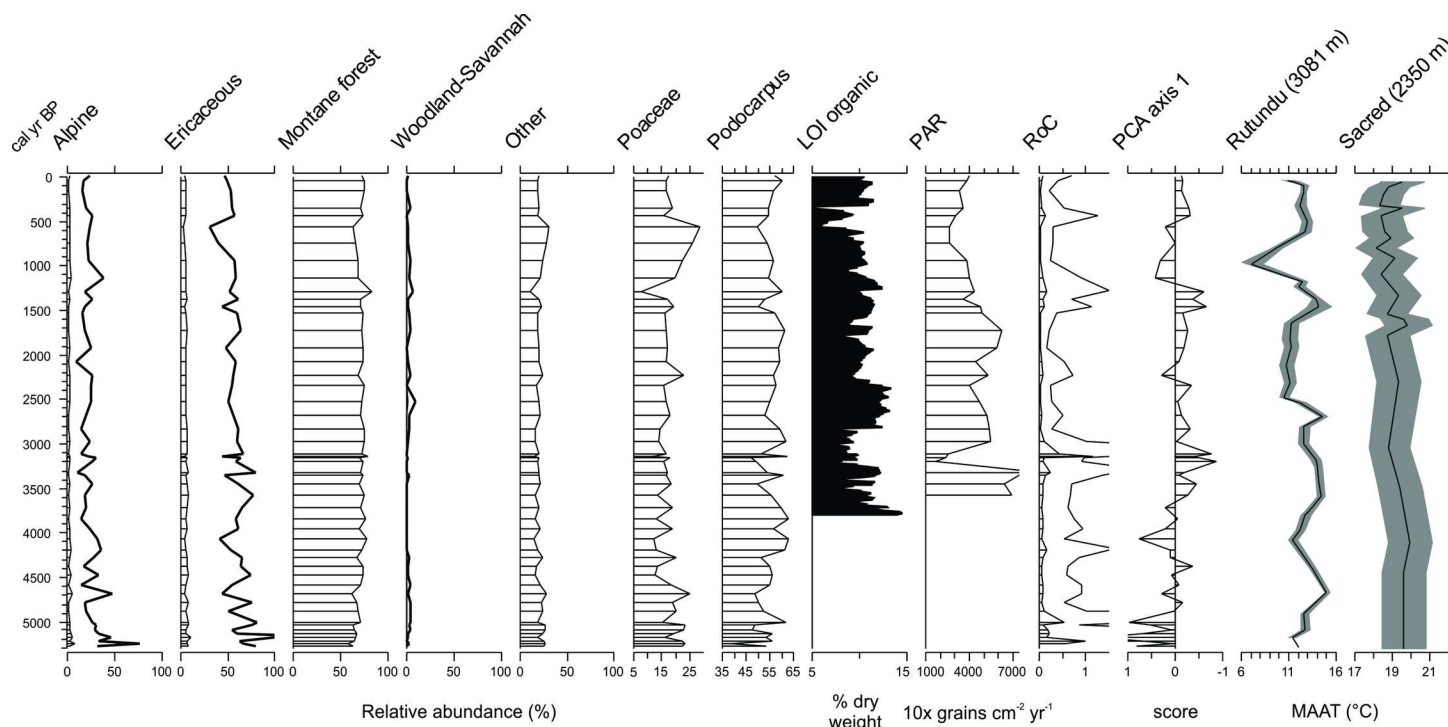 cal yr BP
Alpine
Ericaceous
Montane forest
Woodland-Savannah
Other
Poaceae
Podocarpus
LOI organic
PAR
RoC
PCA axis 1
Rutundu (3081 m)
Sacred (2350 m)
0
500
1000
1500
2000
2500
3000
3500
4000
4500
5000
0 50 100
0 50 100
0 50 100
0 50 100
0 50 100
5 15 25
35 45 55 65
5 15
1000 4000 7000
0 1
1 0 -1
6 11 16
17 19 21
Relative abundance (%)
% dry
weight
10x grains cm⁻² yr⁻¹
score
MAAT (°C)